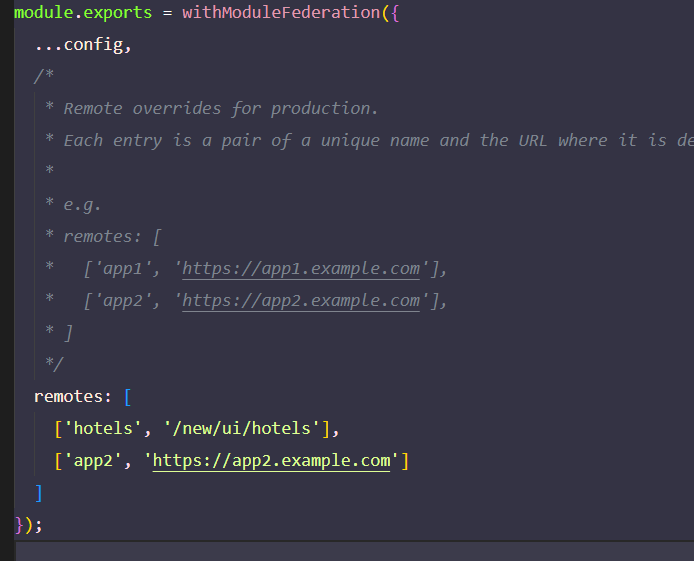 module.exports = withModuleFederation({
...config,
/*
* Remote overrides for production.
* Each entry is a pair of a unique name and the URL where it is de
*
* e.g.
* remotes: [
* ['app1', 'https://app1.example.com'],
* ['app2', 'https://app2.example.com'],
* ]
*/
remotes: [
['hotels', '/new/ui/hotels'],
['app2', 'https://app2.example.com']
]
});